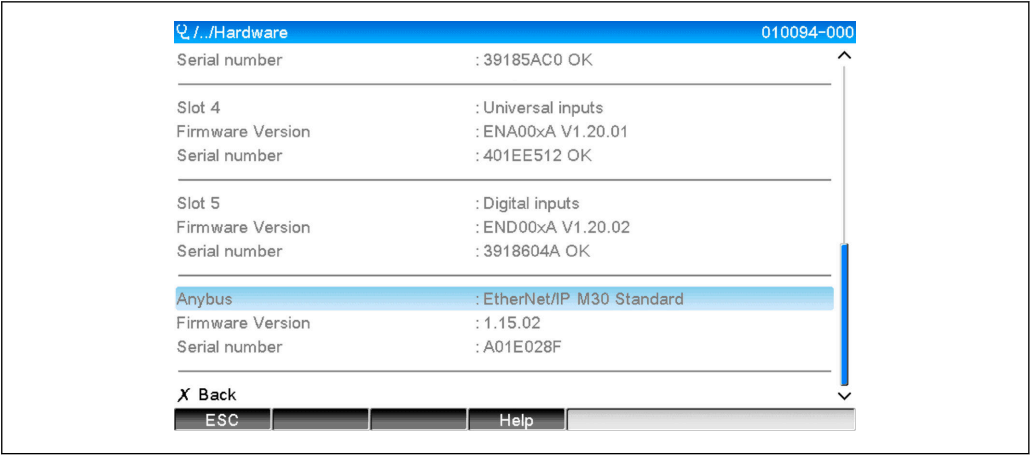 /../Hardware 010094-000
Serial number : 39185AC0 OK
Slot 4 : Universal inputs
Firmware Version : ENA00xA V1.20.01
Serial number : 401EE512 OK
Slot 5 : Digital inputs
Firmware Version : END00xA V1.20.02
Serial number : 3918604A OK
Anybus : EtherNet/IP M30 Standard
Firmware Version : 1.15.02
Serial number : A01E028F
X Back
ESC Help